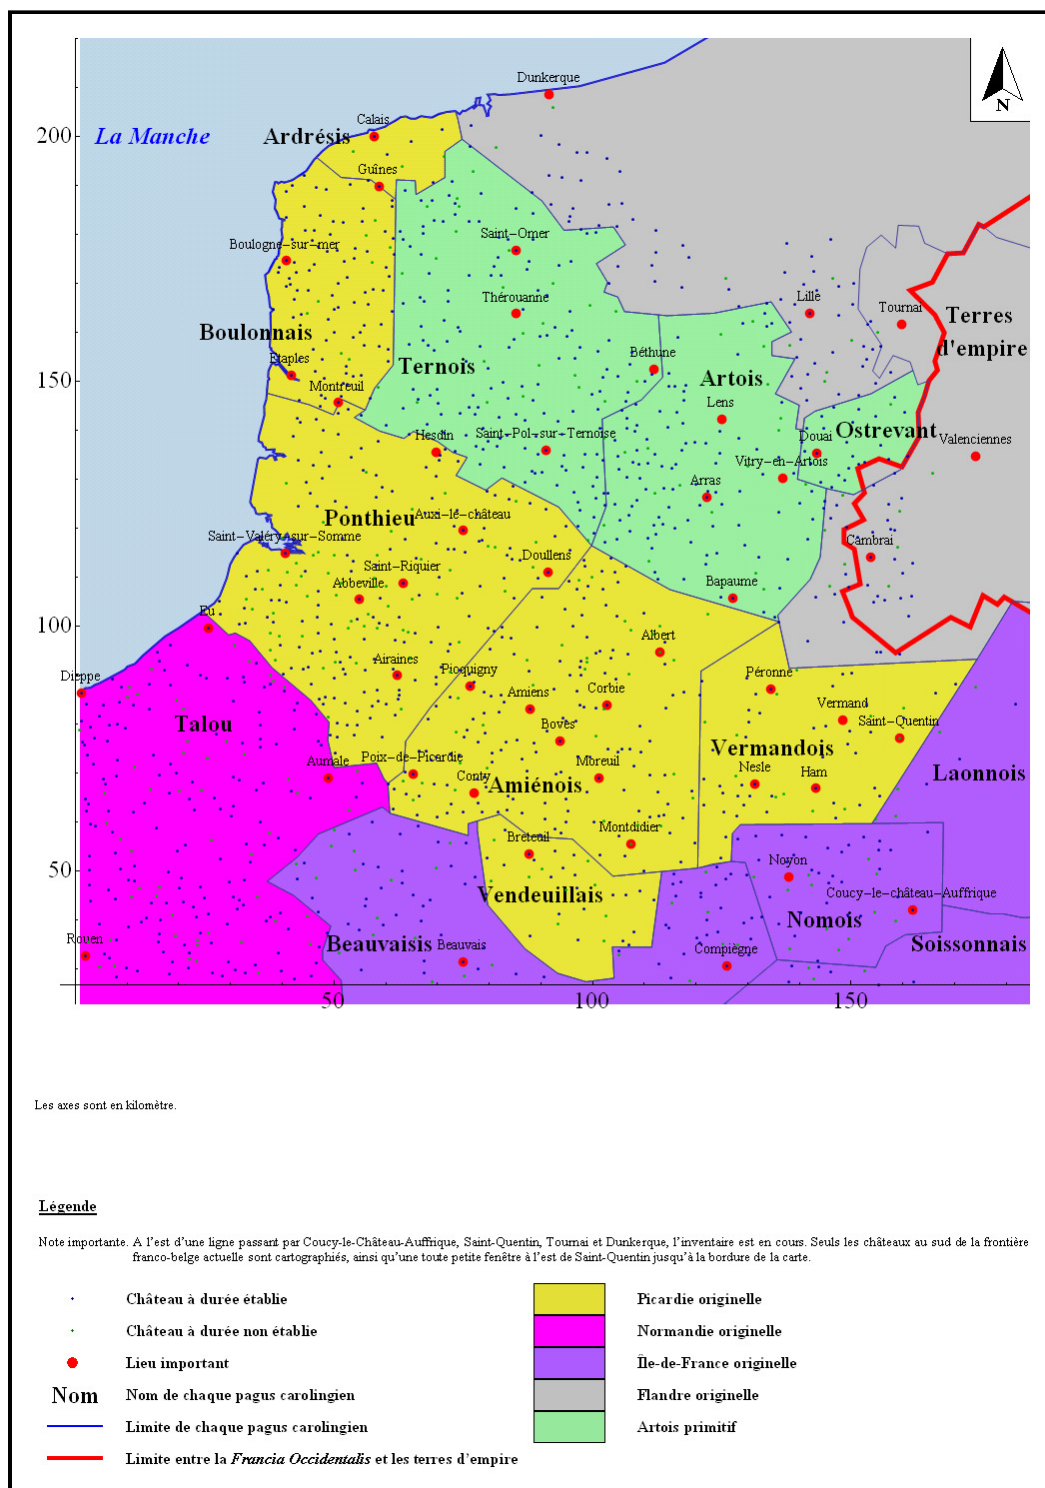 N
Dunkerque
Calais
200
La Manche
Ardrésis
Guînes
Saint-Omer
Boulogne-sur-mer
Thérouanne
Lille
Tournai
Terres
d'empire
Boulonnais
Béthune
Etaples
Ternois
Artois
150
Montreuil
Lens
Hesdin
Saint-Pol-sur-Ternoise
Douai
Ostrevant
Valenciennes
Vitry-en-Artois
Arras
Ponthieu
Auxi-le-château
Saint-Valéry-sur-Somme
Cambrai
Doullens
Saint-Riquier
Abbeville
Bapaume
Eu
100
Albert
Airaines
Picquigny
Péronne
Dieppe
Amiens
Corbie
Vermand
Saint-Quentin
Talou
Boves
Vermandois
Aumale
Poix-de-Picardie
Conty
Amiénois
Moreuil
Nesle
Ham
Laonnois
Breteuil
Montdidier
50
Noyon
Vendeuillais
Coucy-le-château-Auffrique
Nomois
Rouen
Beauvaisis
Beauvais
Compiègne
Soissonnais
50
100
150
Les axes sont en kilomètre.
Légende
Note importante. A l'est d'une ligne passant par Coucy-le-Château-Auffrique, Saint-Quentin, Tournai et Dunkerque, l'inventaire est en cours. Seuls les châteaux au sud de la frontière
franco-belge actuelle sont cartographiés, ainsi qu'une toute petite fenêtre à l'est de Saint-Quentin jusqu'à la bordure de la carte.
Château à durée établie
Picardie originelle
Château à durée non établie
Normandie originelle
Lieu important
Île-de-France originelle
Nom
Nom de chaque pagus carolingien
Flandre originelle
Limite de chaque pagus carolingien
Artois primitif
Limite entre la Francia Occidentalis et les terres d'empire